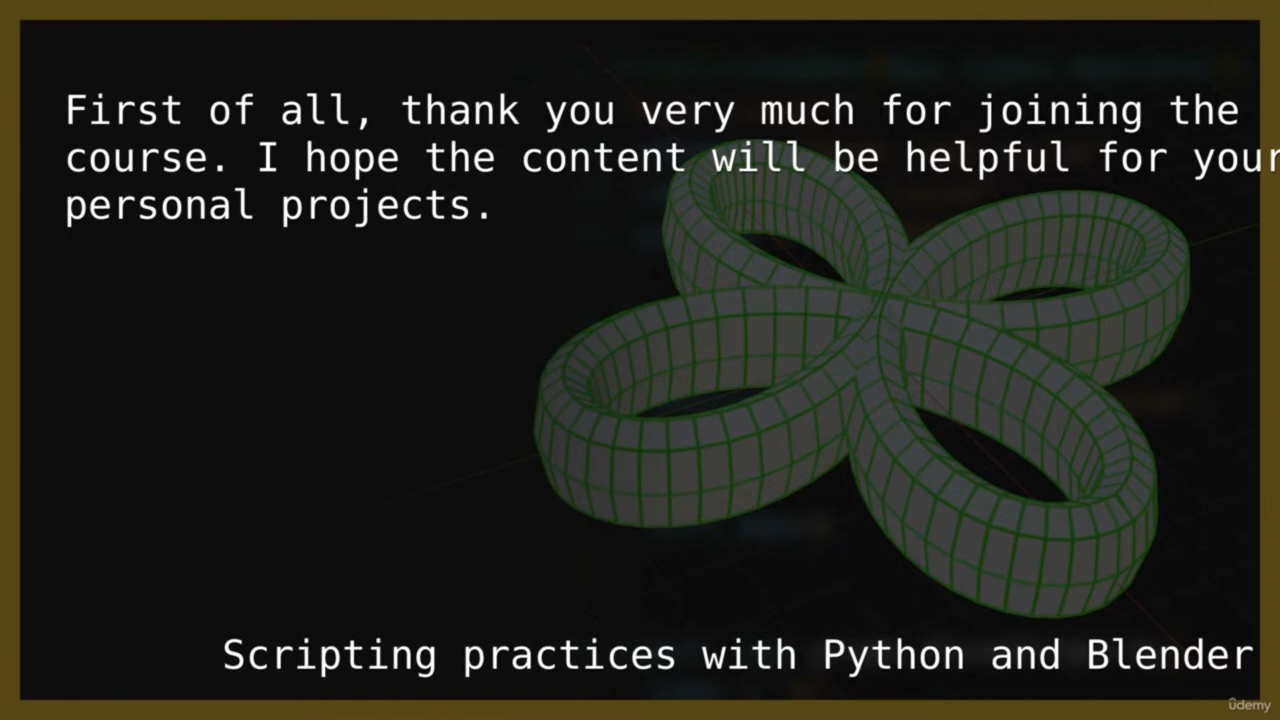 First of all, thank you very much for joining the
course. I hope the content will be helpful for your
personal projects.
Scripting practices with Python and Blender
ûdemy